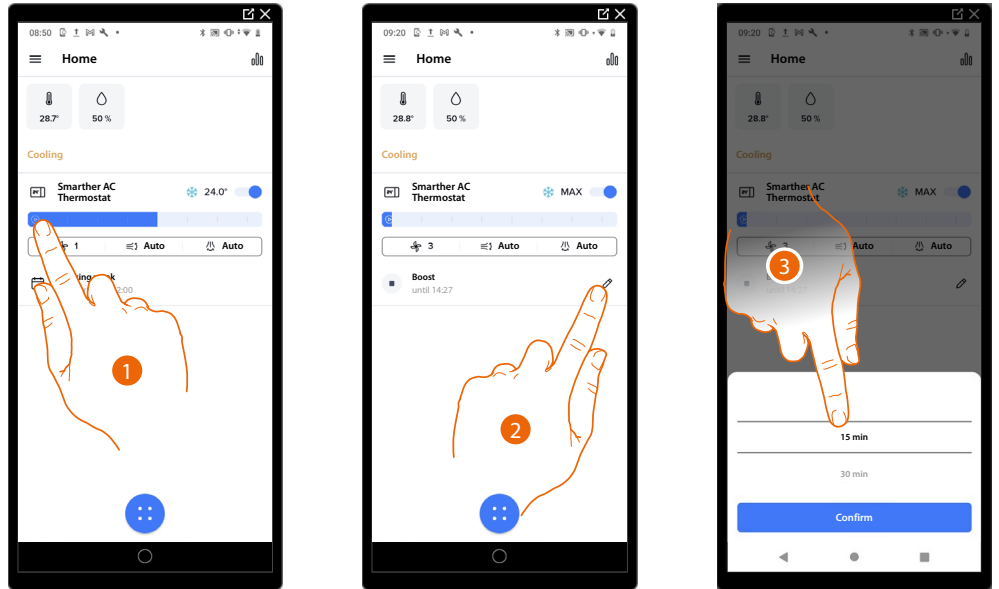 08:50
Home
28.7°
50 %
Cooling
Smarther AC
Thermostat
24.0°
1
Auto
Auto
2:00
1
09:20
Home
28.8°
50 %
Cooling
Smarther AC
Thermostat
MAX
3
Auto
Auto
Boost
until 14:27
2
09:20
Home
28.8°
50 %
Cooling
Smarther AC
Thermostat
MAX
3
Auto
Auto
3
15 min
30 min
Confirm